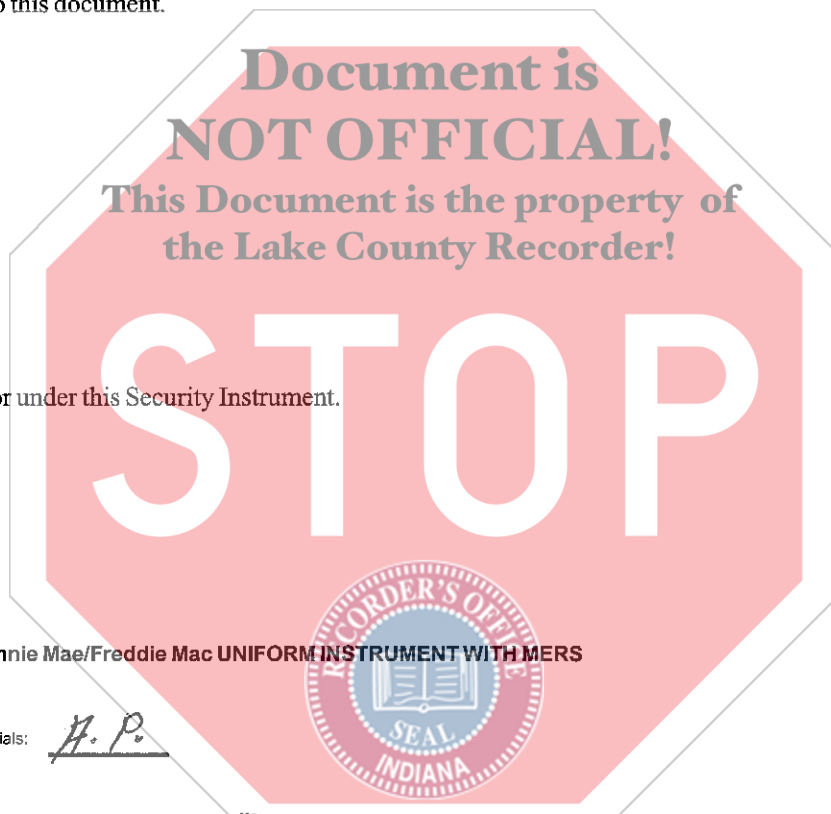 this document.
Document is
NOT OFFICIAL!
This Document is the property of
the Lake County Recorder!
STOP
or under this Security Instrument.
RECORDER'S OFFICE
nnie Mae/Freddie Mac UNIFORM INSTRUMENT WITH MERS
SEAL
INDIANA
ials: A. P.